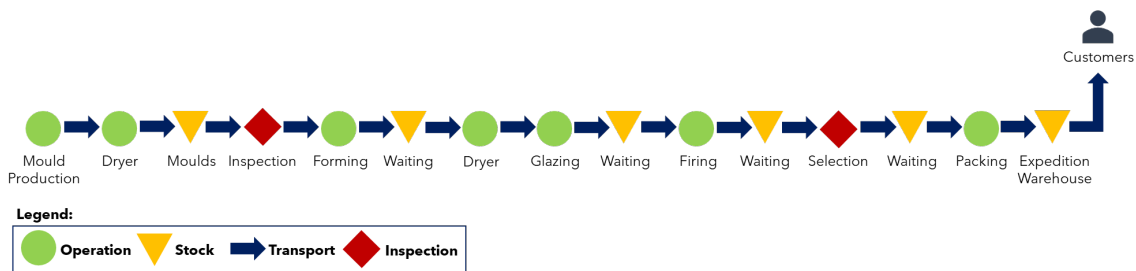 Customers
Mould Production
Dryer
Moulds
Inspection
Forming
Waiting
Dryer
Glazing
Waiting
Firing
Waiting
Selection
Waiting
Packing
Expedition Warehouse
Legend:
Operation
Stock
Transport
Inspection